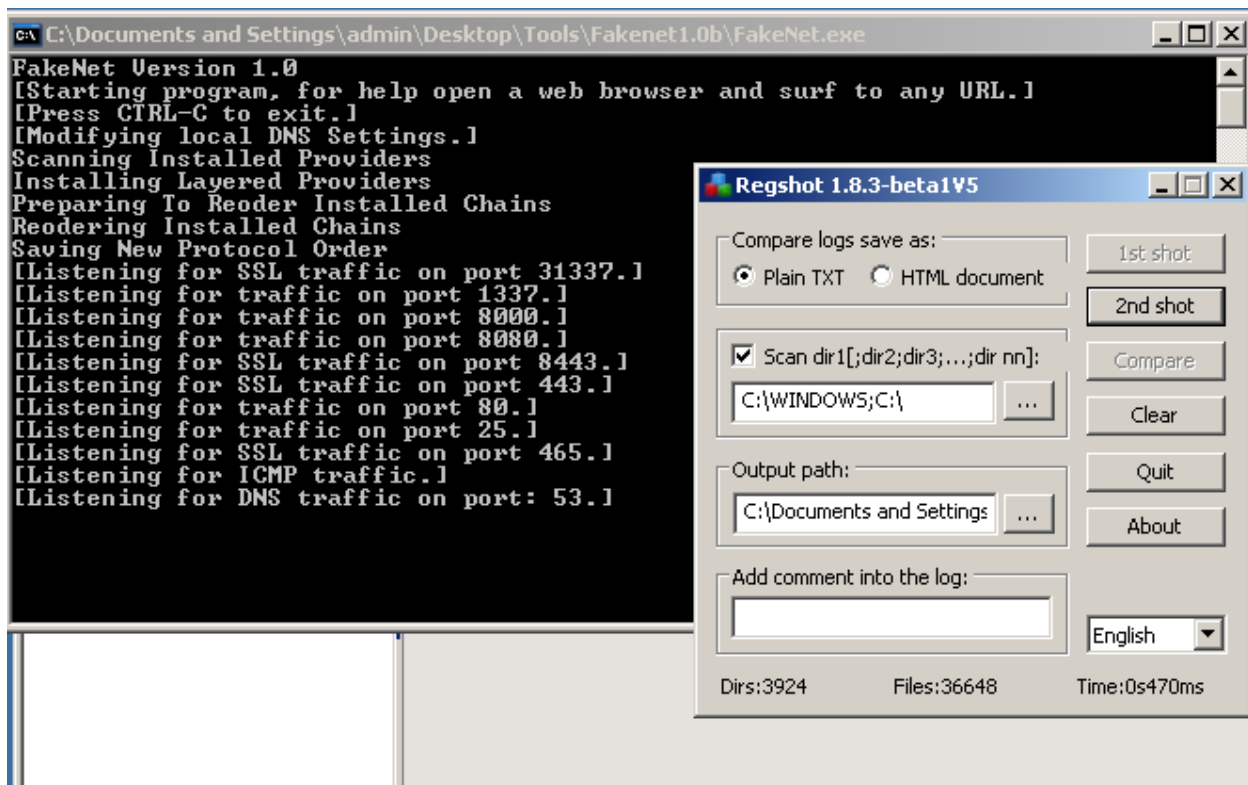 C:\Documents and Settings\admin\Desktop\Tools\Fakenet1.0b\FakeNet.exe
FakeNet Version 1.0
[Starting program, for help open a web browser and surf to any URL.]
[Press CTRL-C to exit.]
[Modifying local DNS Settings.]
Scanning Installed Providers
Installing Layered Providers
Preparing To Reoder Installed Chains
Reodering Installed Chains
Saving New Protocol Order
[Listening for SSL traffic on port 31337.]
[Listening for traffic on port 1337.]
[Listening for traffic on port 8000.]
[Listening for traffic on port 8080.]
[Listening for SSL traffic on port 8443.]
[Listening for SSL traffic on port 443.]
[Listening for traffic on port 80.]
[Listening for traffic on port 25.]
[Listening for SSL traffic on port 465.]
[Listening for ICMP traffic.]
[Listening for DNS traffic on port: 53.]
Regshot 1.8.3-beta1V5
Compare logs save as:
Plain TXT HTML document
1st shot
2nd shot
Scan dir1[;dir2;dir3;...;dir nn]:
Compare
C:\WINDOWS;C:\ ...
Clear
Output path:
Quit
C:\Documents and Settings ...
About
Add comment into the log:
English
Dirs:3924 Files:36648 Time:0s470ms